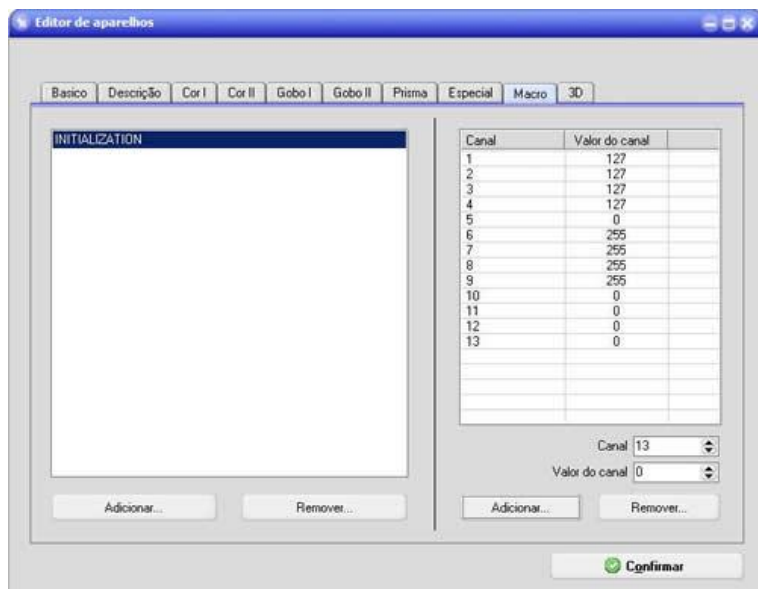 Editor de aparelhos
Basico Descrição Cor I Cor II Gobo I Gobo II Prisma Especial Macro 3D
INITIALIZATION
Canal Valor do canal
1 127
2 127
3 127
4 127
5 0
6 255
7 255
8 255
9 255
10 0
11 0
12 0
13 0
Canal 13
Valor do canal 0
Adicionar... Remover... Adicionar... Remover...
Confirmar